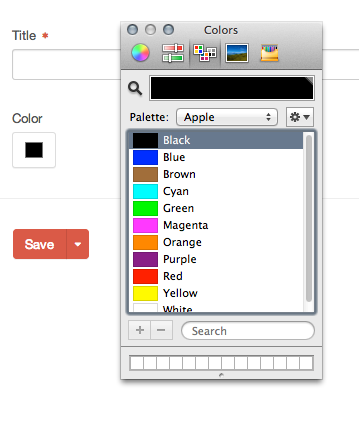 Title *
Colors
Color
Palette: Apple
Black
Blue
Brown
Cyan
Green
Magenta
Orange
Purple
Red
Yellow
White
Save
Search